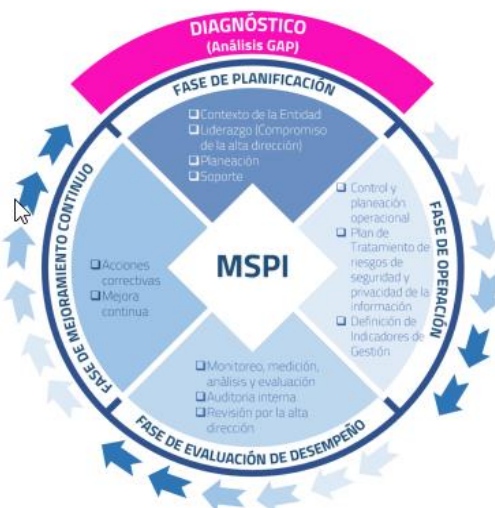 DIAGNÓSTICO
(Análisis GAP)
FASE DE PLANIFICACIÓN
❑Contexto de la Entidad
❑Liderazgo (Compromiso
de la alta dirección)
❑Planeación
❑Soporte
FASE DE OPERACIÓN
❑ Control y
planeación
operacional
❑ Plan de
Tratamiento de
riesgos de
seguridad y
privacidad de la
información
❑ Definición de
Indicadores de
Gestión
MSPI
FASE DE EVALUACIÓN DE DESEMPEÑO
❑Monitoreo, medición,
análisis y evaluación
❑Auditoria interna
❑Revisión por la alta
dirección
FASE DE MEJORAMIENTO CONTINUO
❑Acciones
correctivas
❑Mejora
continua